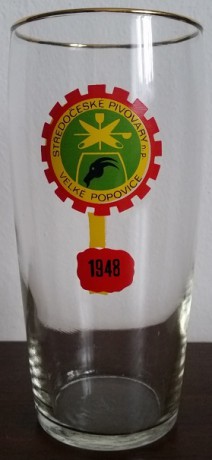 STŘEDOČESKÉ PIVOVARY n.p.
VELKÉ POPOVICE
1948